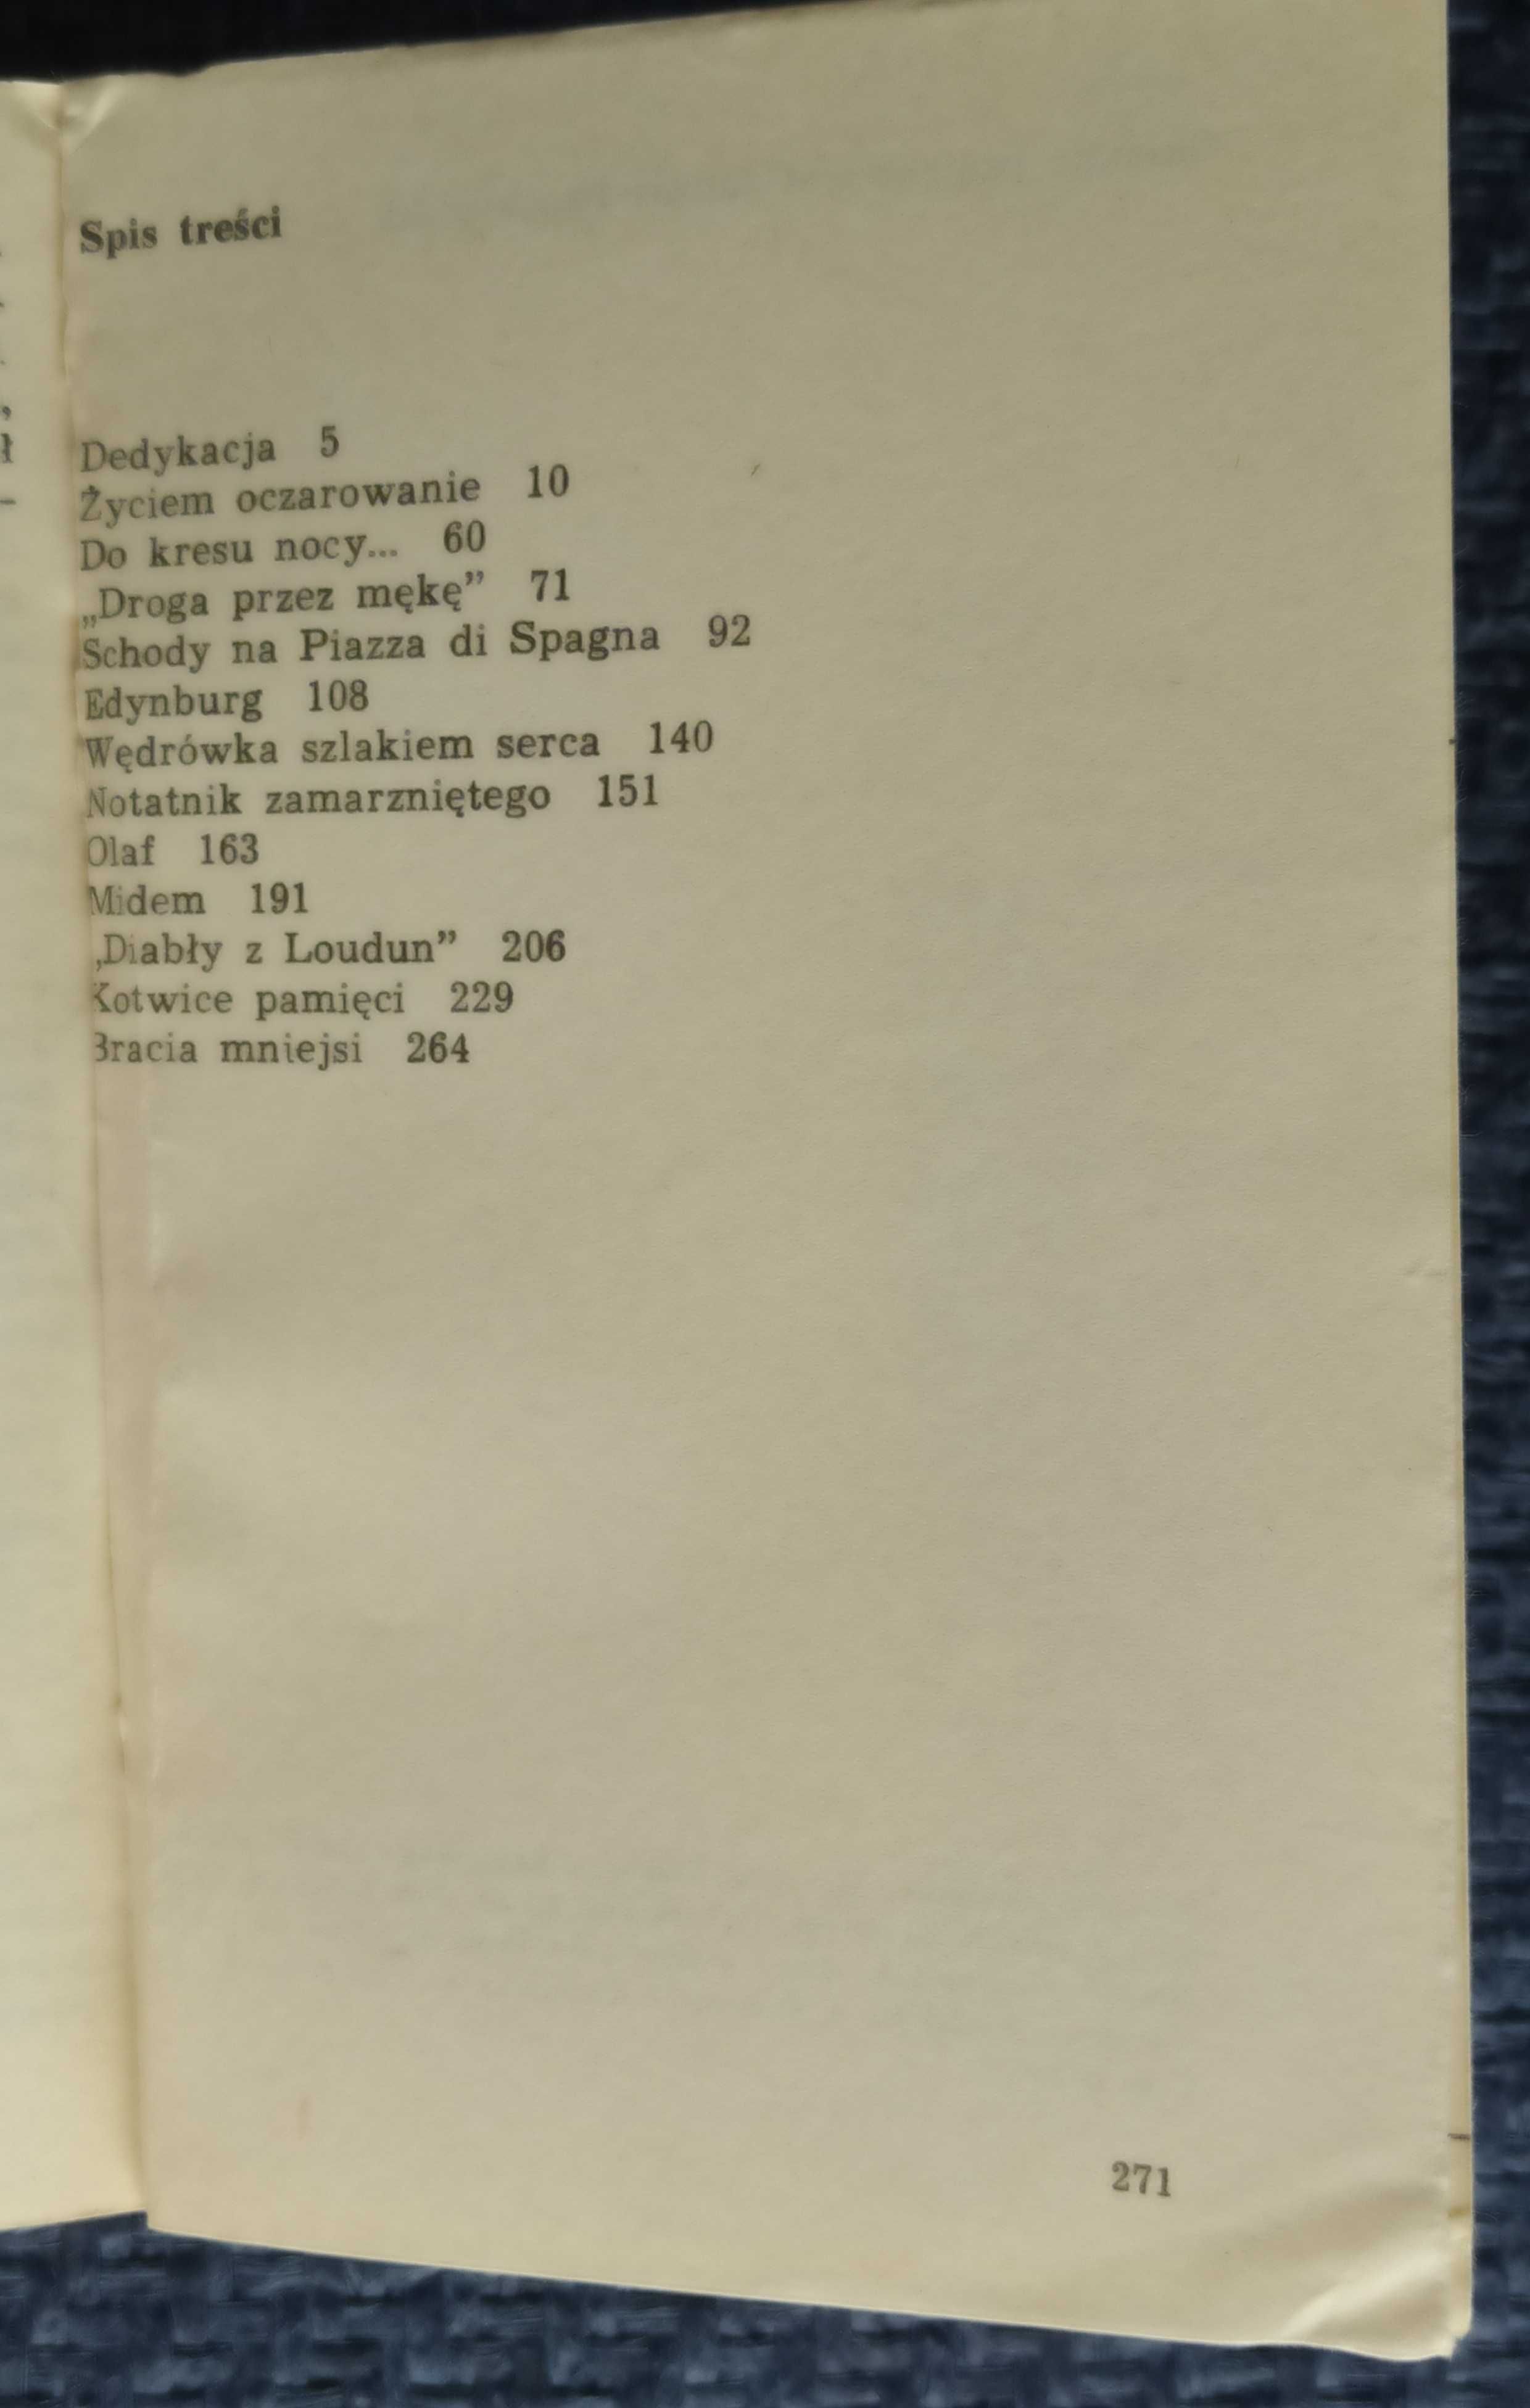 Spis treści
Dedykacja 5
Życiem oczarowanie 10
Do kresu nocy... 60
„Droga przez mękę” 71
Schody na Piazza di Spagna 92
Edynburg 108
Wędrówka szlakiem serca 140
Notatnik zamarzniętego 151
Olaf 163
Midem 191
„Diabły z Loudun” 206
Kotwice pamięci 229
Bracia mniejsi 264
271